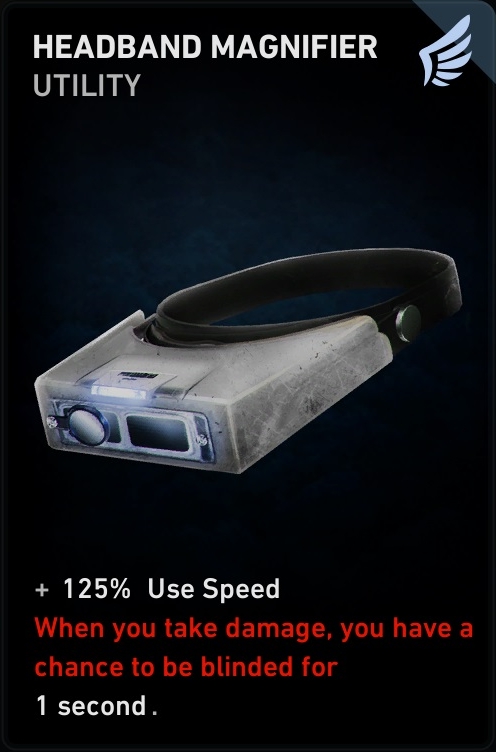 HEADBAND MAGNIFIER
UTILITY
+ 125% Use Speed
When you take damage, you have a
chance to be blinded for
1 second.